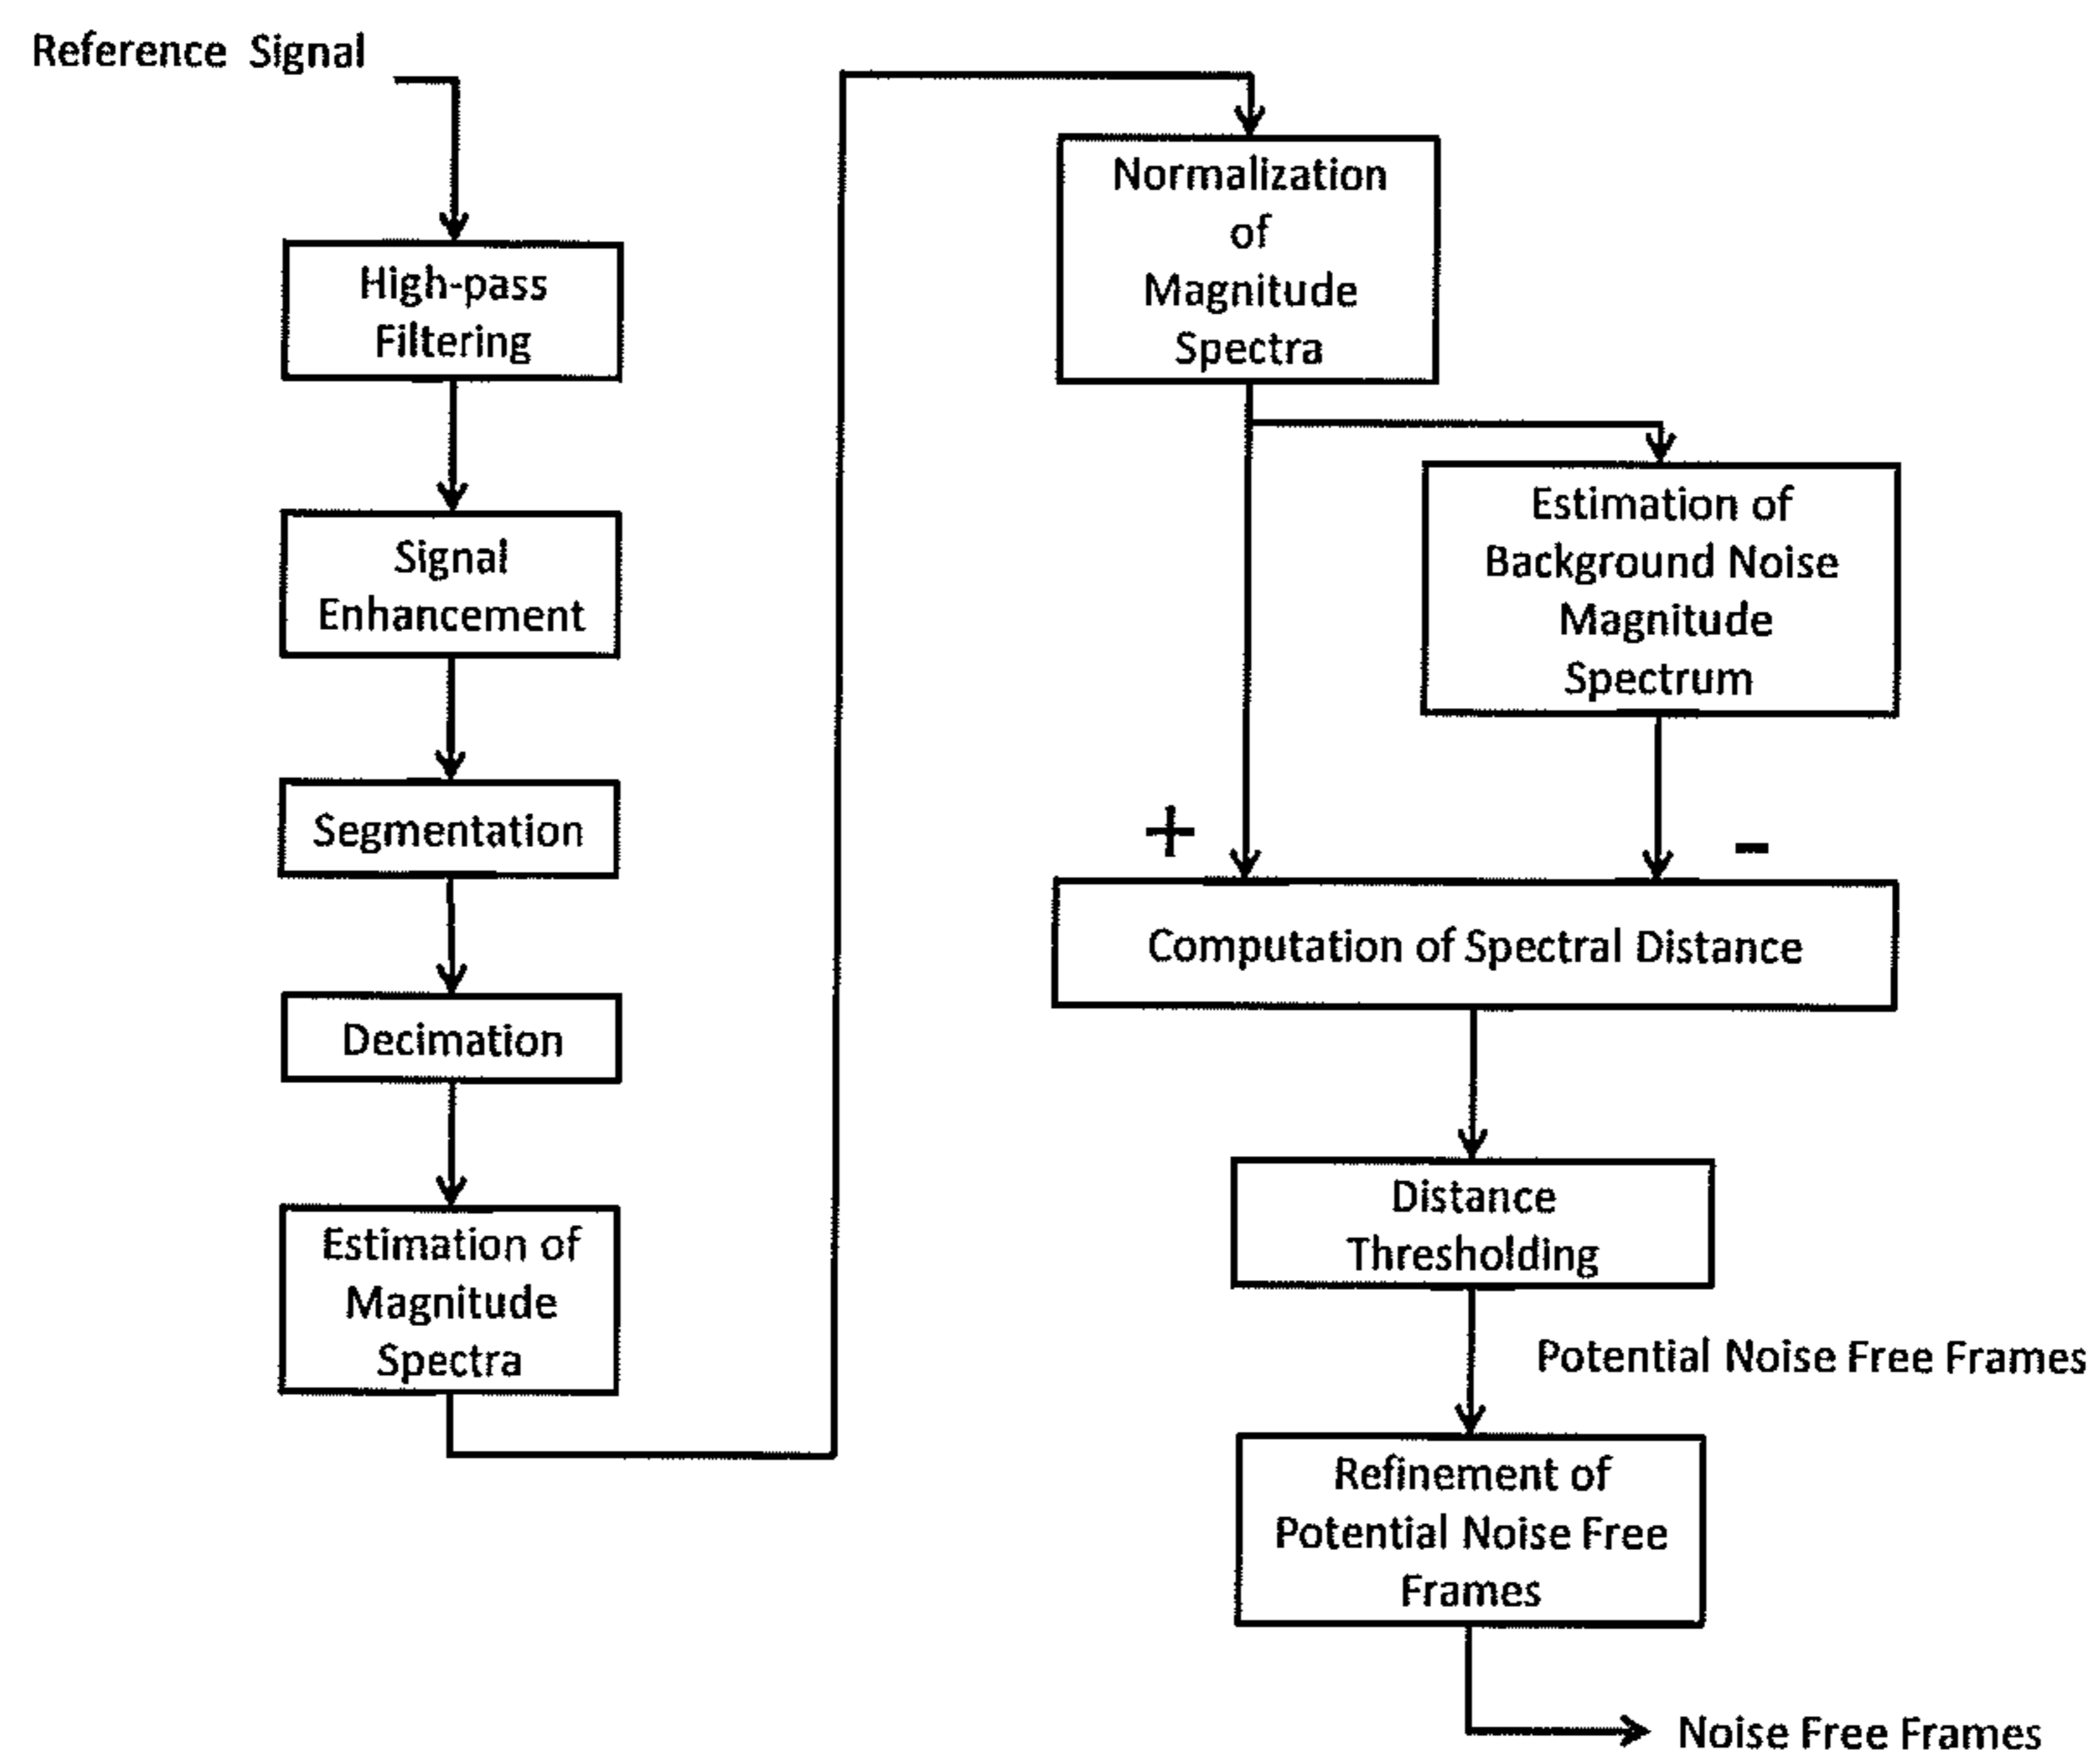 Reference Signal
High-pass
Filtering
Signal
Enhancement
Segmentation
Decimation
Estimation of
Magnitude
Spectra
Normalization
of
Magnitude
Spectra
Estimation of
Background Noise
Magnitude
Spectrum
+
-
Computation of Spectral Distance
Distance
Thresholding
Potential Noise Free Frames
Refinement of
Potential Noise Free
Frames
Noise Free Frames